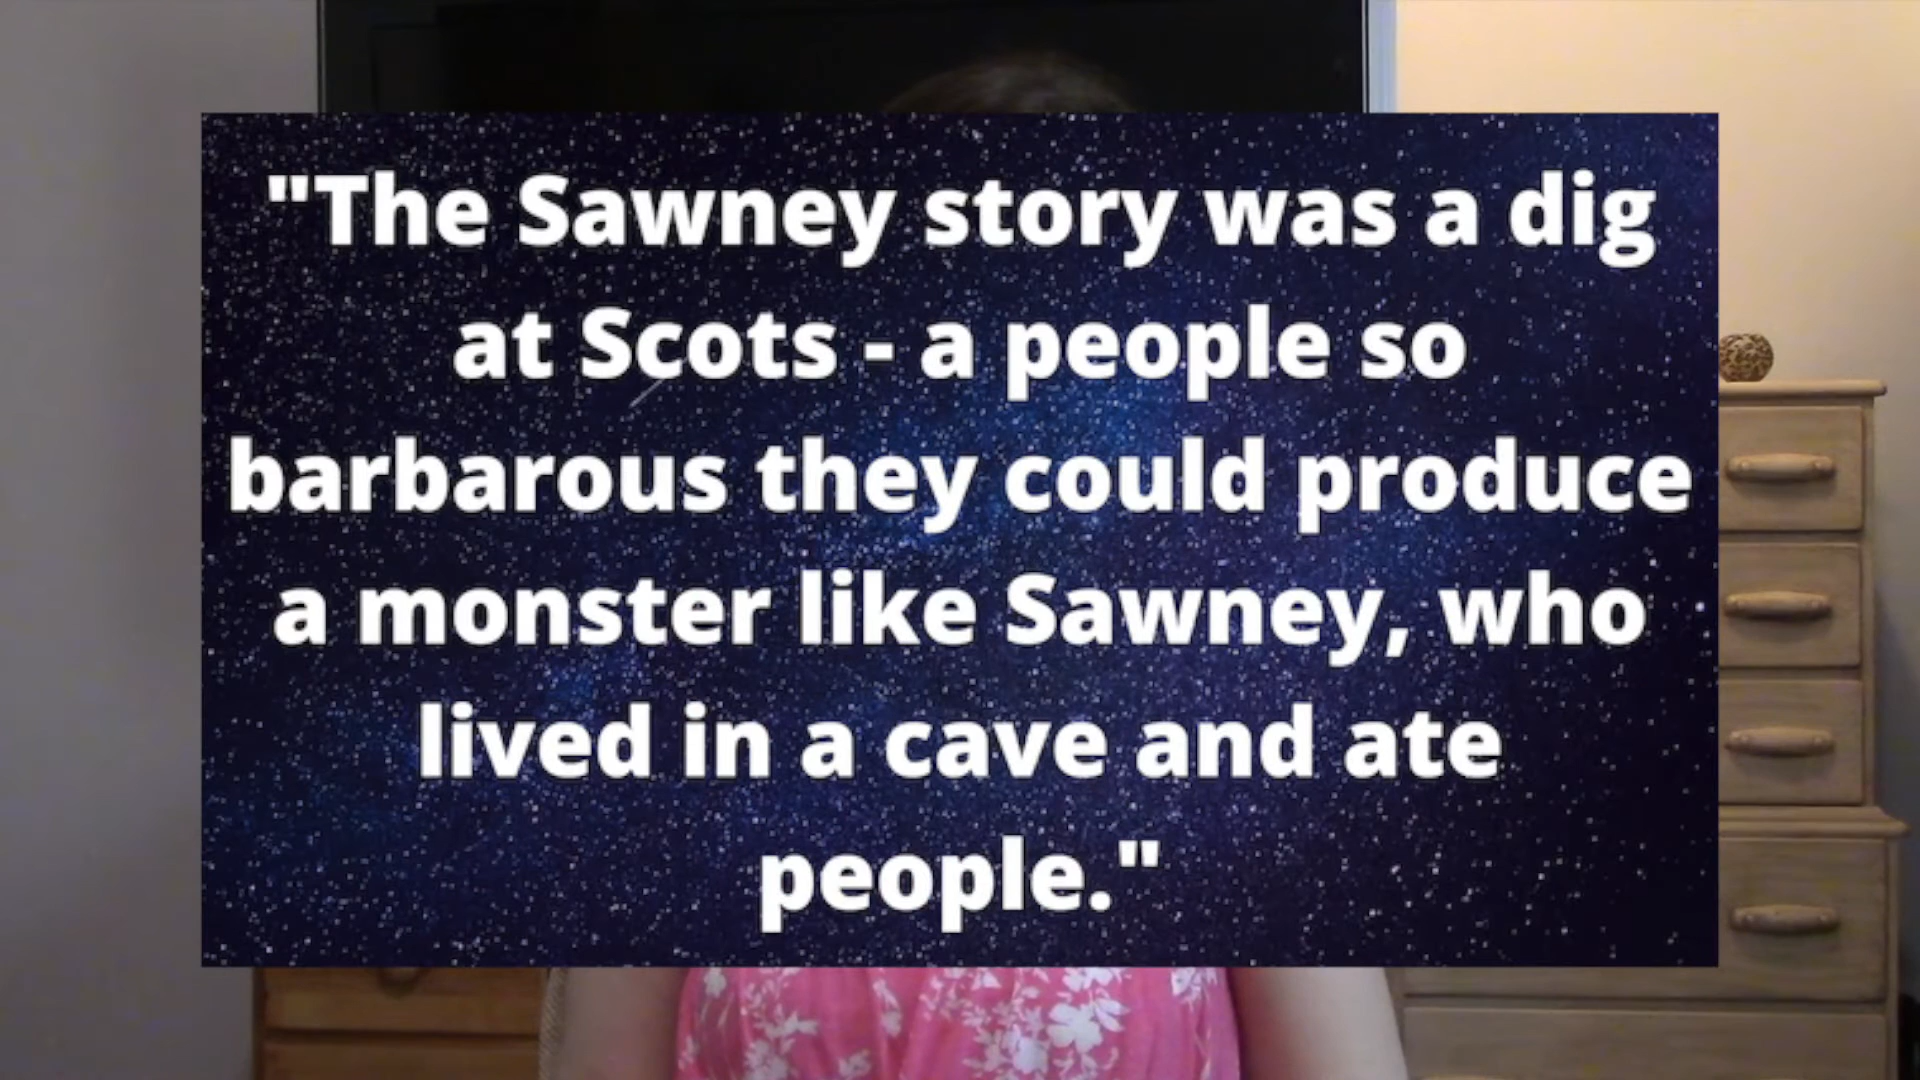 "The Sawney story was a dig
at Scots - a people so
barbarous they could produce
a monster like Sawney, who
lived in a cave and ate
people."